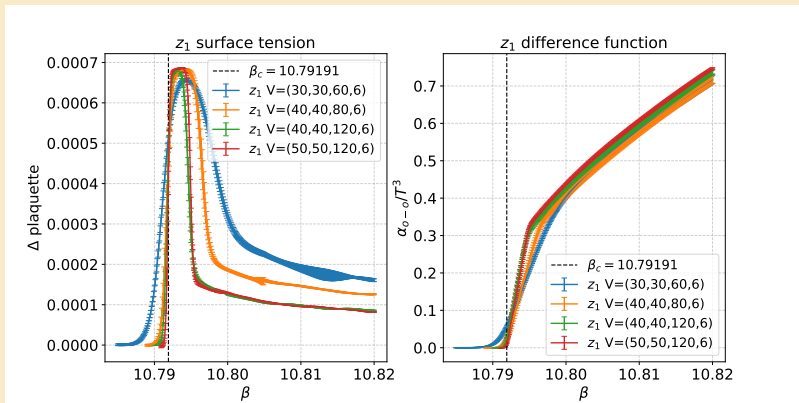 z₁ surface tension
Δ plaquette
0.0007
0.0006
0.0005
0.0004
0.0003
0.0002
0.0001
0.0000
10.79 10.80 10.81 10.82
β
β_c = 10.79191
z₁ V=(30,30,60,6)
z₁ V=(40,40,80,6)
z₁ V=(40,40,120,6)
z₁ V=(50,50,120,6)
z₁ difference function
α_{o−o}/T³
0.7
0.6
0.5
0.4
0.3
0.2
0.1
0.0
10.79 10.80 10.81 10.82
β
β_c = 10.79191
z₁ V=(30,30,60,6)
z₁ V=(40,40,80,6)
z₁ V=(40,40,120,6)
z₁ V=(50,50,120,6)